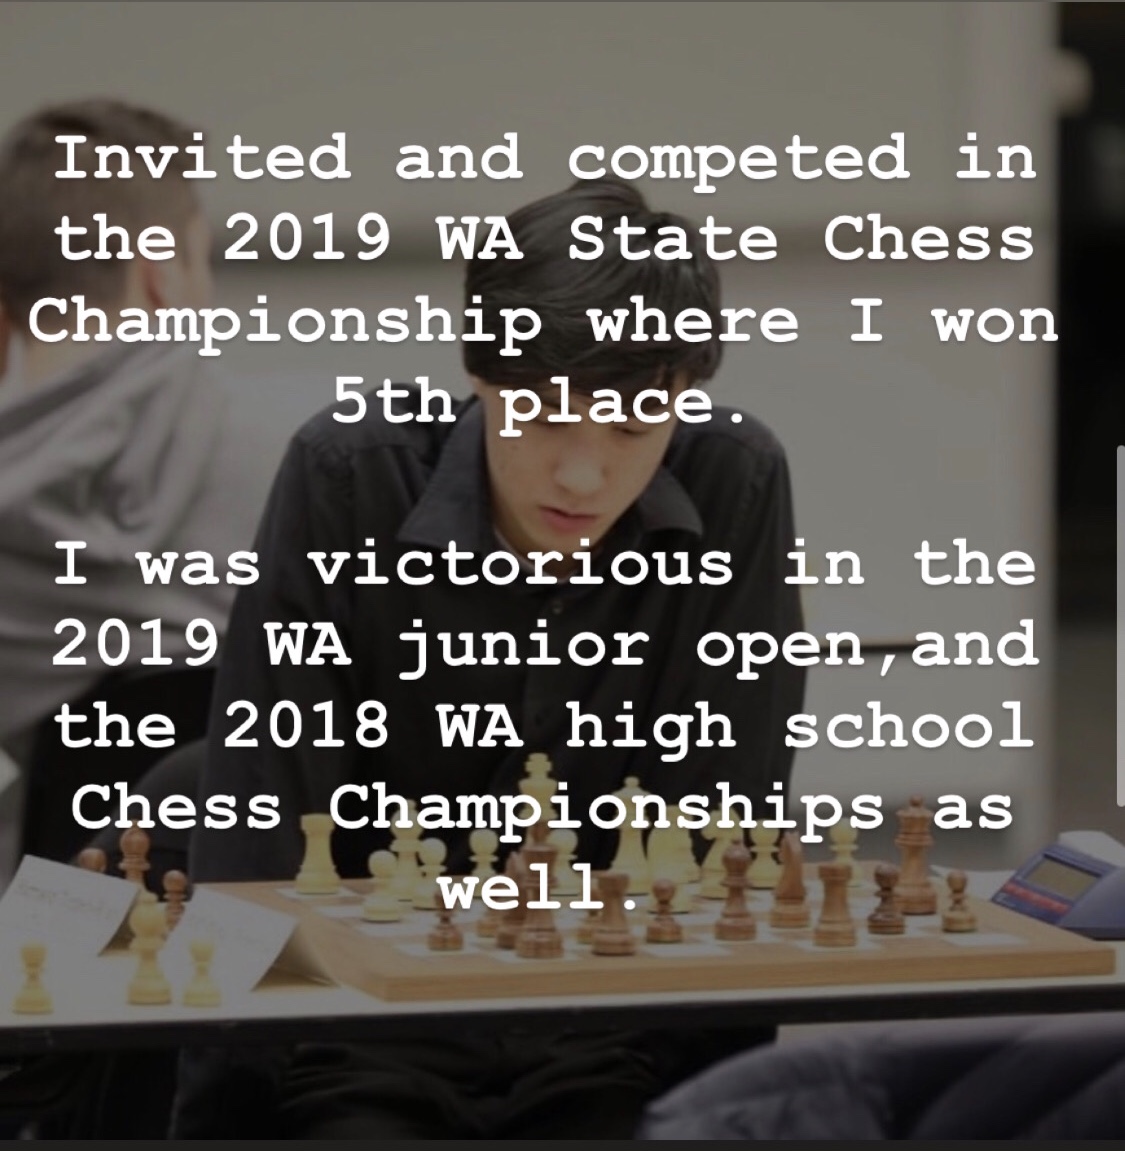 Invited and competed in
the 2019 WA State Chess
Championship where I won
5th place.
I was victorious in the
2019 WA junior open,and
the 2018 WA high school
Chess Championships as
well.